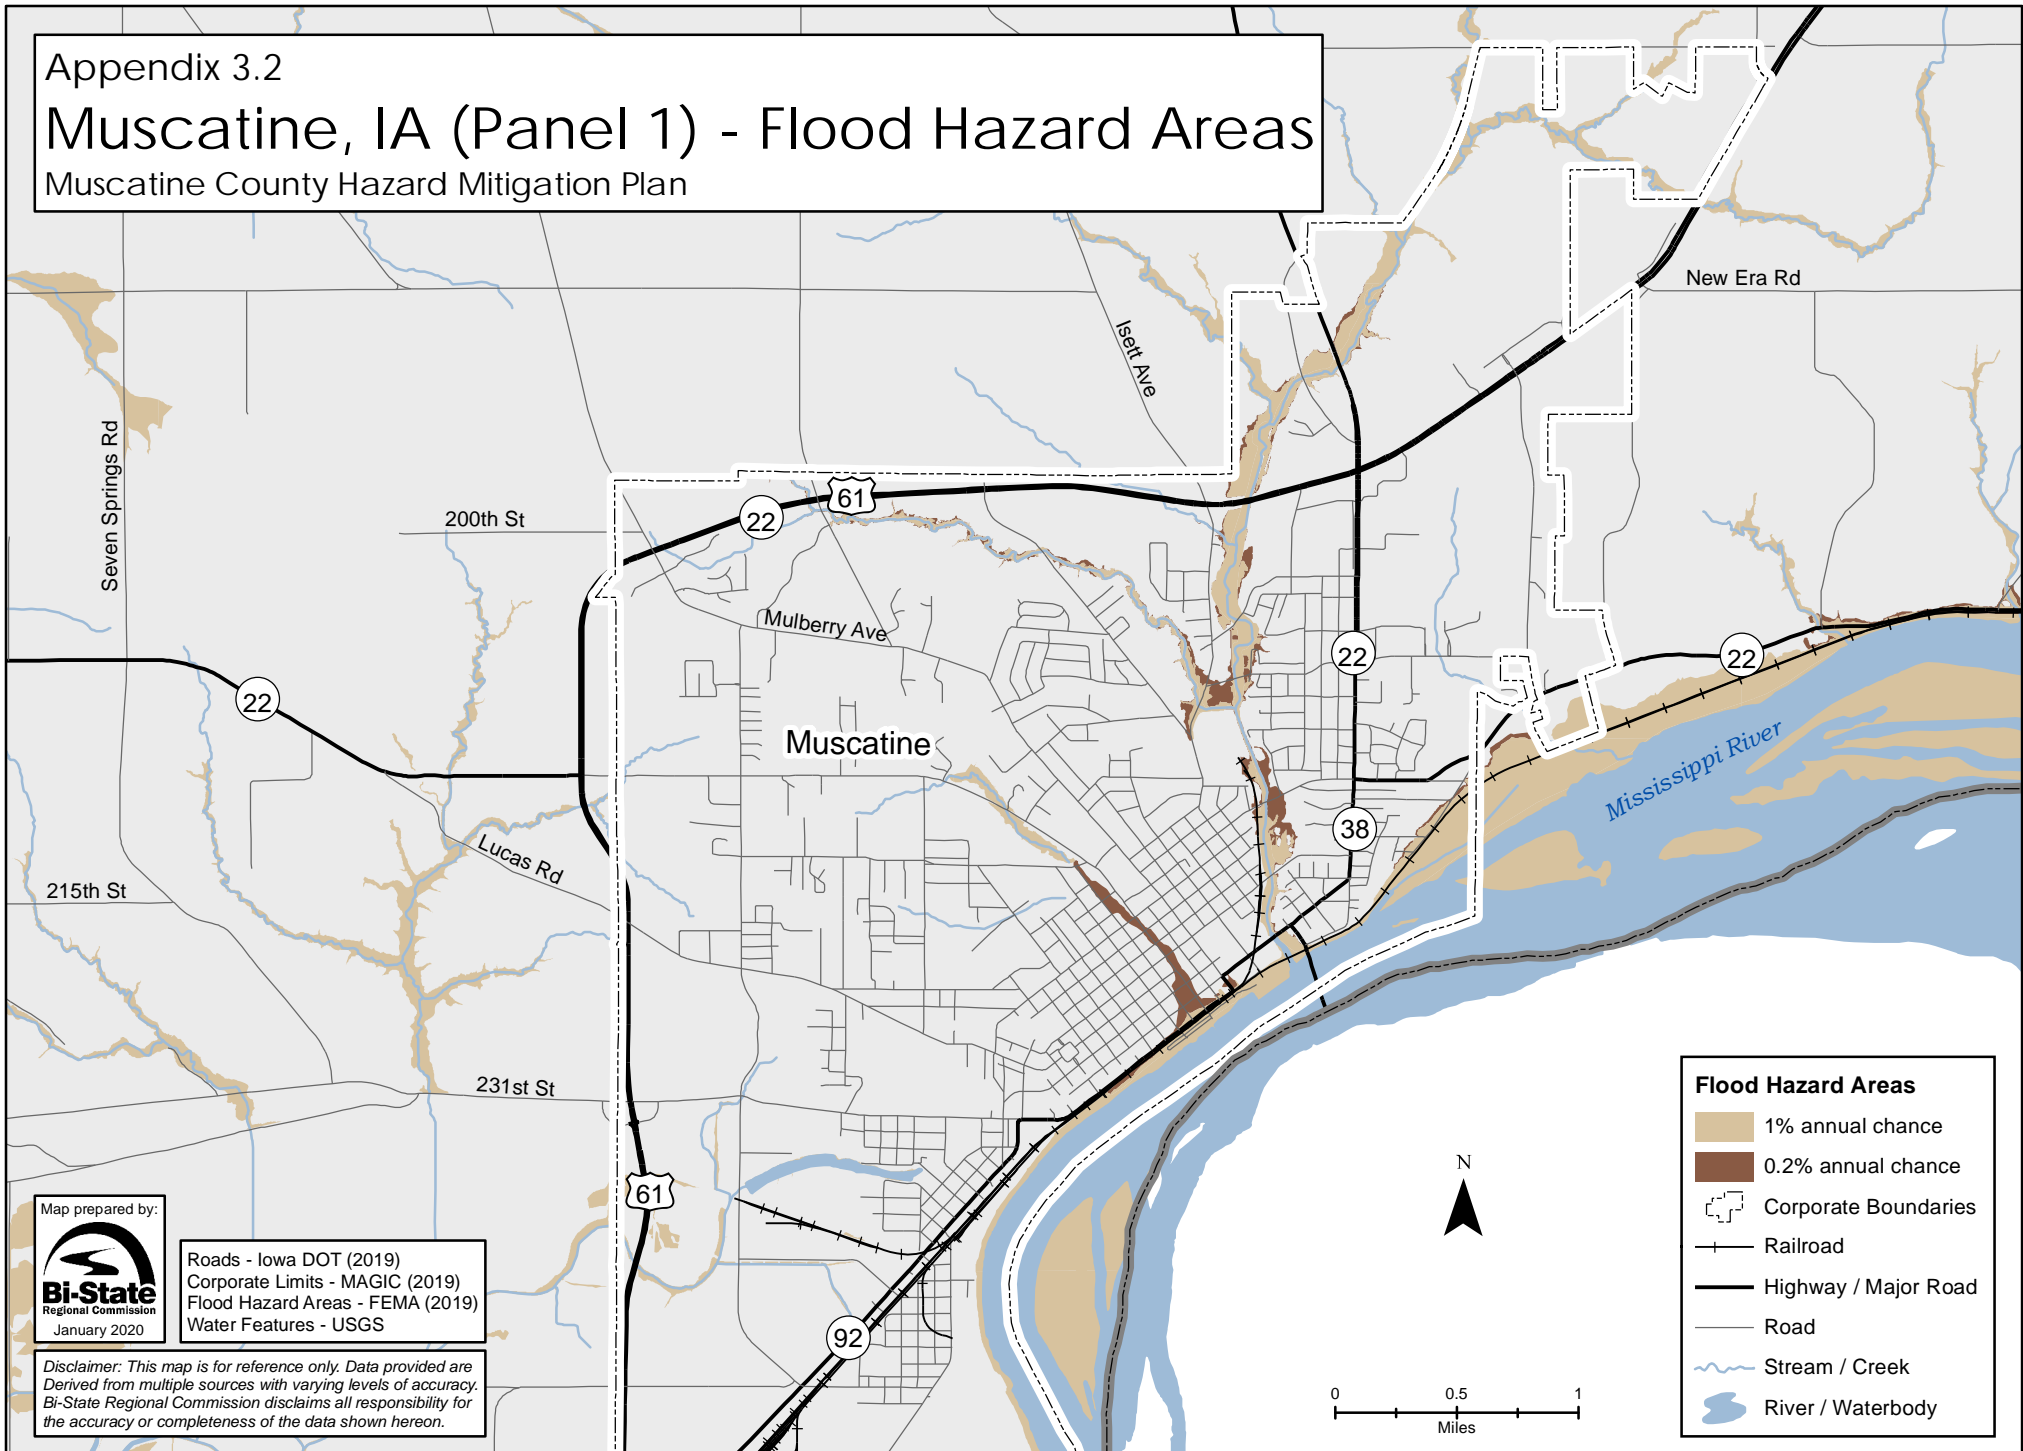 Appendix 3.2
Muscatine, IA (Panel 1) - Flood Hazard Areas
Muscatine County Hazard Mitigation Plan
New Era Rd
Isett Ave
Seven Springs Rd
61
22
200th St
Mulberry Ave
22
22
22
Muscatine
Mississippi River
38
Lucas Rd
215th St
231st St
61
92
Flood Hazard Areas
1% annual chance
0.2% annual chance
Corporate Boundaries
Railroad
Highway / Major Road
Road
Stream / Creek
River / Waterbody
N
0 0.5 1
Miles
Map prepared by:
Bi-State
Regional Commission
January 2020
Roads - Iowa DOT (2019)
Corporate Limits - MAGIC (2019)
Flood Hazard Areas - FEMA (2019)
Water Features - USGS
Disclaimer: This map is for reference only. Data provided are
Derived from multiple sources with varying levels of accuracy.
Bi-State Regional Commission disclaims all responsibility for
the accuracy or completeness of the data shown hereon.